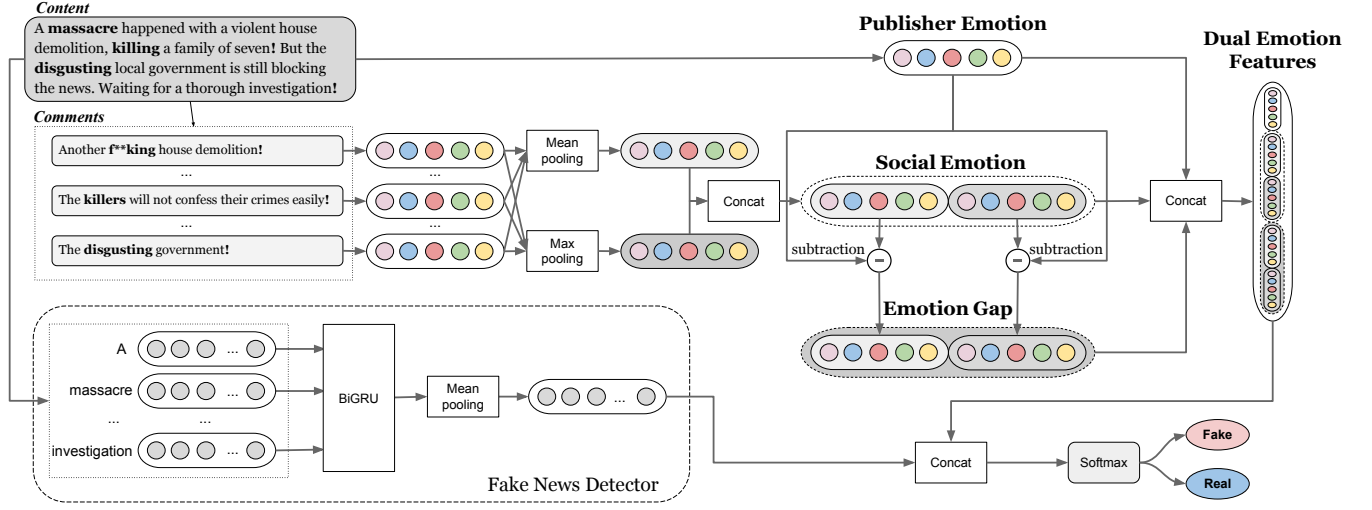 Content
A massacre happened with a violent house
demolition, killing a family of seven! But the
disgusting local government is still blocking
the news. Waiting for a thorough investigation!
Comments
Another f**king house demolition!
...
The killers will not confess their crimes easily!
...
The disgusting government!
...
...
Mean
pooling
Max
pooling
Concat
Publisher Emotion
Social Emotion
subtraction
−
−
subtraction
Emotion Gap
Concat
Dual Emotion
Features
A
...
massacre
...
...
...
investigation
...
BiGRU
Mean
pooling
...
Fake News Detector
Concat
Softmax
Fake
Real